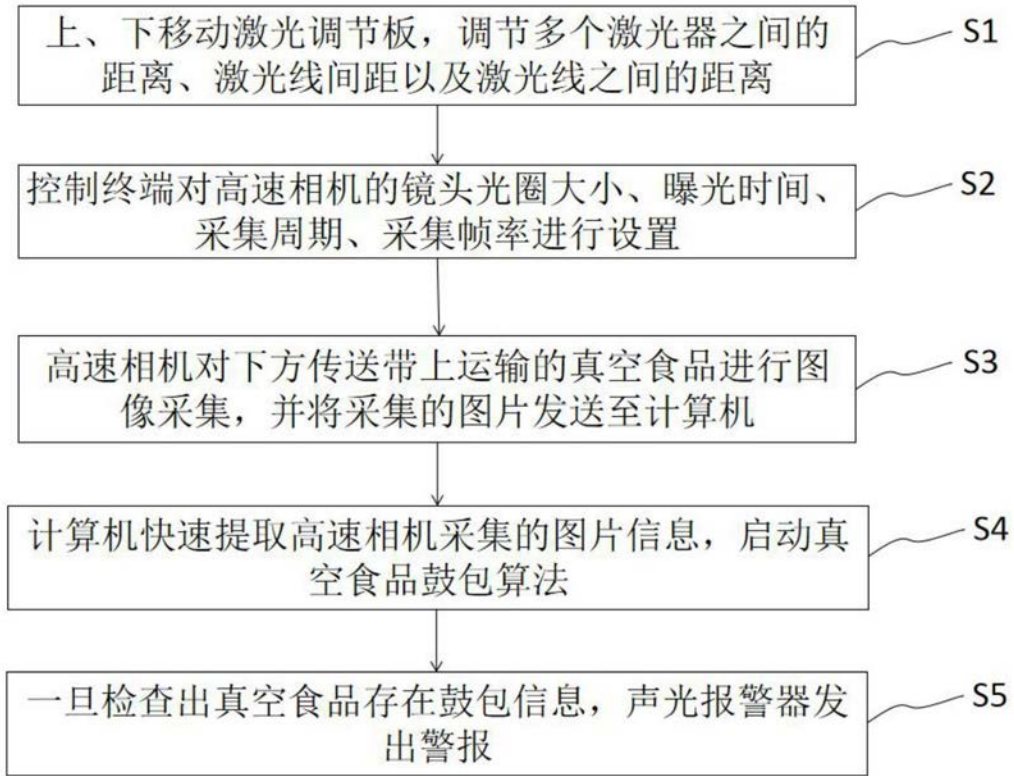 上、下移动激光调节板，调节多个激光器之间的
距离、激光线间距以及激光线之间的距离
S1
控制终端对高速相机的镜头光圈大小、曝光时间、
采集周期、采集帧率进行设置
S2
高速相机对下方传送带上运输的真空食品进行图
像采集，并将采集的图片发送至计算机
S3
计算机快速提取高速相机采集的图片信息，启动真
空食品鼓包算法
S4
一旦检查出真空食品存在鼓包信息，声光报警器发
出警报
S5